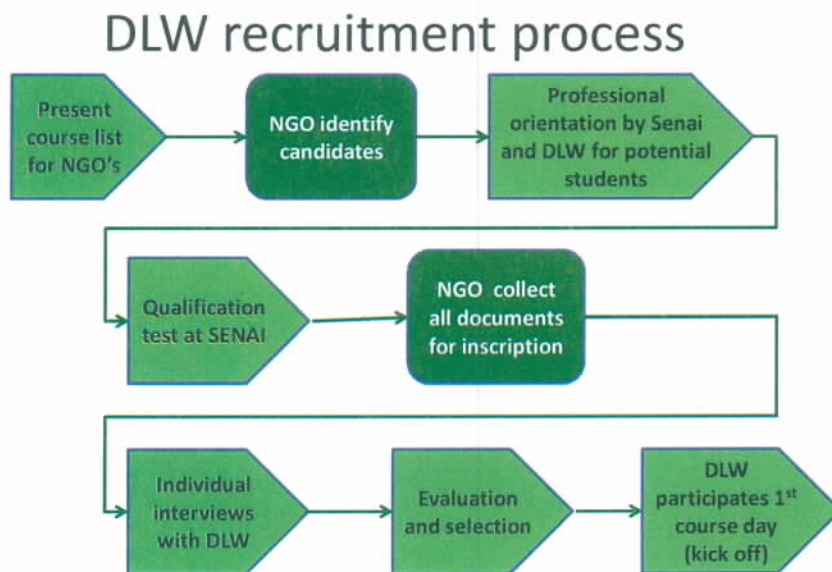 DLW recruitment process
Present
course list
for NGO's
NGO identify
candidates
Professional
orientation by Senai
and DLW for potential
students
Qualification
test at SENAI
NGO collect
all documents
for inscription
Individual
interviews
with DLW
Evaluation
and selection
DLW
participates 1st
course day
(kick off)